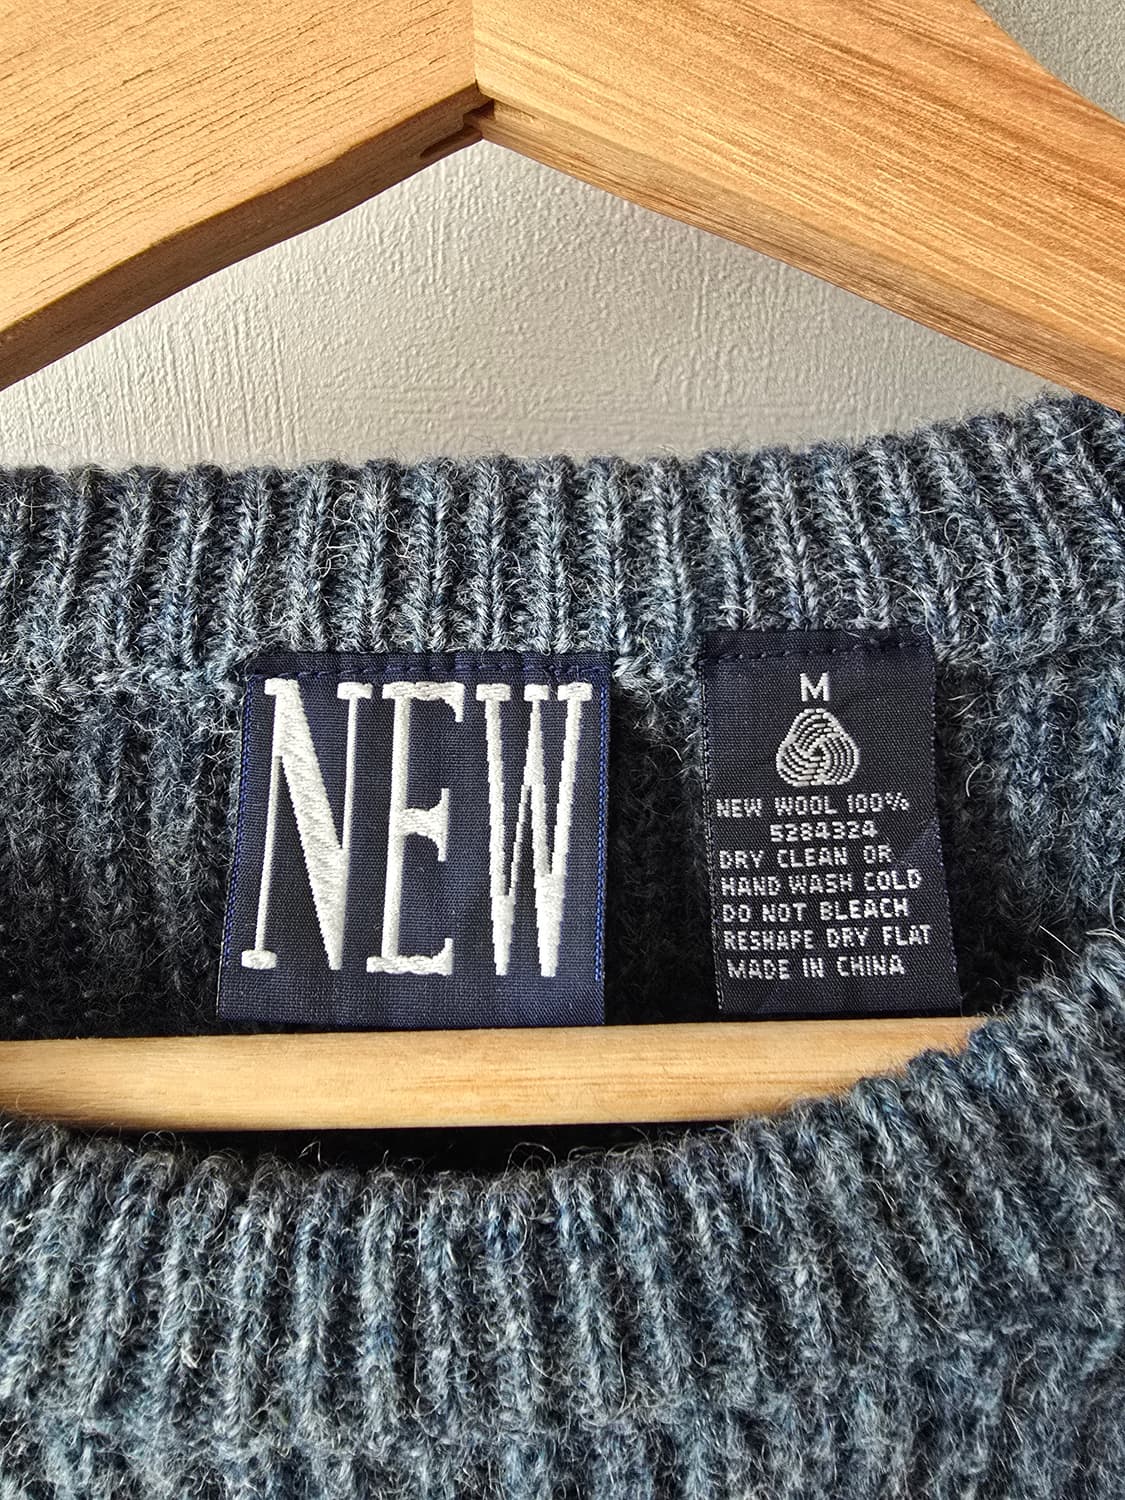 NEW
M
NEW WOOL 100%
5284324
DRY CLEAN OR
HAND WASH COLD
DO NOT BLEACH
RESHAPE DRY FLAT
MADE IN CHINA